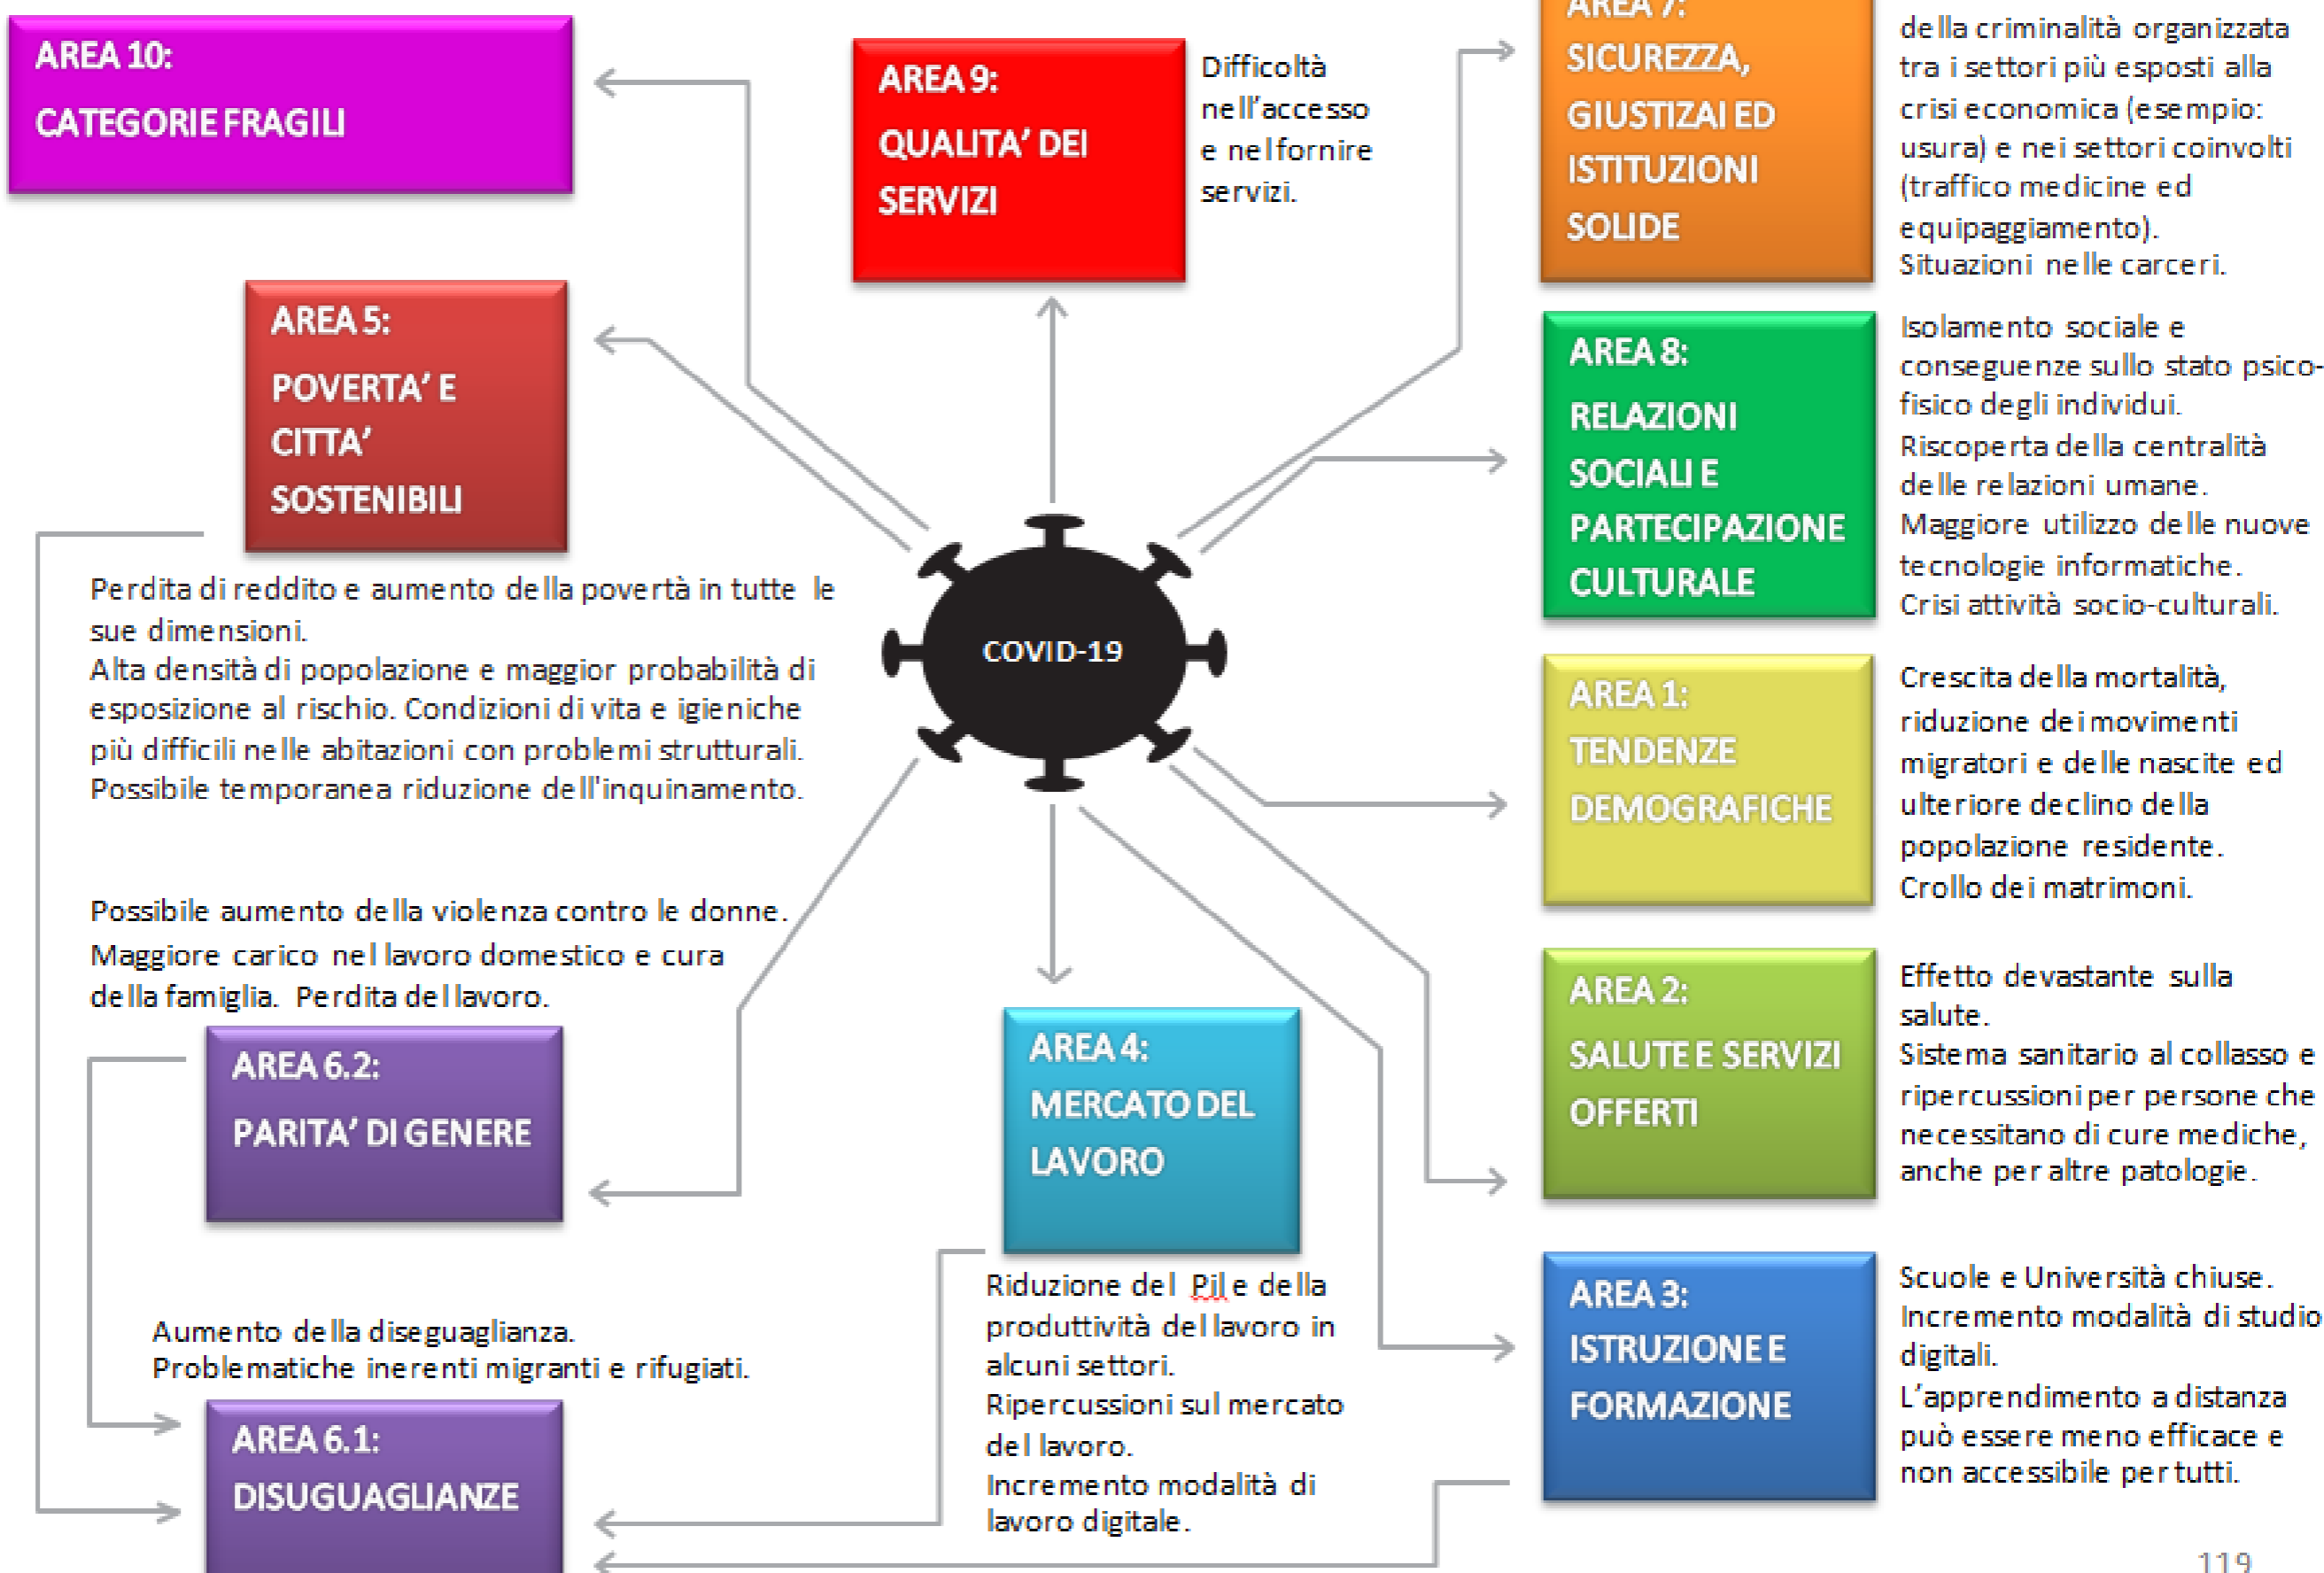 AREA 10:
CATEGORIE FRAGILI
AREA 9:
QUALITA' DEI
SERVIZI
Difficoltà
nell'accesso
e nel fornire
servizi.
AREA 7:
SICUREZZA,
GIUSTIZAI ED
ISTITUZIONI
SOLIDE
della criminalità organizzata
tra i settori più esposti alla
crisi economica (esempio:
usura) e nei settori coinvolti
(traffico medicine ed
equipaggiamento).
Situazioni nelle carceri.
AREA 5:
POVERTA' E
CITTA'
SOSTENIBILI
Perdita di reddito e aumento della povertà in tutte le
sue dimensioni.
Alta densità di popolazione e maggior probabilità di
esposizione al rischio. Condizioni di vita e igieniche
più difficili nelle abitazioni con problemi strutturali.
Possibile temporanea riduzione dell'inquinamento.
AREA 8:
RELAZIONI
SOCIALI E
PARTECIPAZIONE
CULTURALE
Isolamento sociale e
conseguenze sullo stato psico-
fisico degli individui.
Riscoperta della centralità
delle relazioni umane.
Maggiore utilizzo delle nuove
tecnologie informatiche.
Crisi attività socio-culturali.
COVID-19
AREA 1:
TENDENZE
DEMOGRAFICHE
Crescita della mortalità,
riduzione dei movimenti
migratori e delle nascite ed
ulteriore declino della
popolazione residente.
Crollo dei matrimoni.
Possibile aumento della violenza contro le donne.
Maggiore carico nel lavoro domestico e cura
della famiglia. Perdita del lavoro.
AREA 6.2:
PARITA' DI GENERE
AREA 4:
MERCATO DEL
LAVORO
Riduzione del Pil e della
produttività del lavoro in
alcuni settori.
Ripercussioni sul mercato
del lavoro.
Incremento modalità di
lavoro digitale.
AREA 2:
SALUTE E SERVIZI
OFFERTI
Effetto devastante sulla
salute.
Sistema sanitario al collasso e
ripercussioni per persone che
necessitano di cure mediche,
anche per altre patologie.
Aumento della diseguaglianza.
Problematiche inerenti migranti e rifugiati.
AREA 6.1:
DISUGUAGLIANZE
AREA 3:
ISTRUZIONE E
FORMAZIONE
Scuole e Università chiuse.
Incremento modalità di studio
digitali.
L'apprendimento a distanza
può essere meno efficace e
non accessibile per tutti.
119